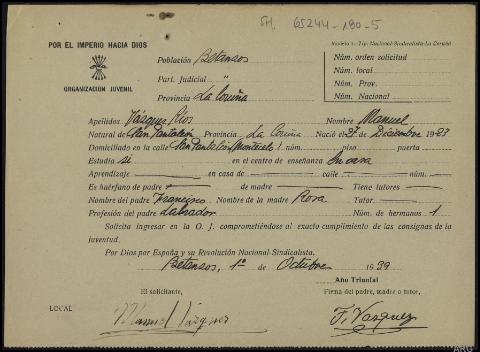 SH. 65244-180-5
POR EL IMPERIO HACIA DIOS
ORGANIZACION JUVENIL
Modelo 1.-Tip. Nacional-Sindicalista-La Coruña
Población Betanzos
Part. Judicial "
Provincia La Coruña
Núm. orden solicitud
Núm. local
Núm. Prov.
Núm. Nacional
Apellidos Vázquez Rios Nombre Manuel
Natural de San Pantaleón Provincia La Coruña Nació el 27 de Diciembre 1927
Domiciliado en la calle San Pantaleón núm. piso puerta
Estudia si en el centro de enseñanza
Aprendizaje en casa de calle núm.
Es huérfano de padre de madre Tiene tutores
Nombre del padre Francisco Nombre de la madre Rosa Tutor
Profesión del padre Labrador Núm. de hermanos 1
Solicita ingresar en la O. J. comprometiéndose al exacto cumplimiento de las consignas de la
juventud.
Por Dios por España y su Revolución Nacional-Sindicalista.
Betanzos, 1º de Octubre 1939
Año Triunfal
LOCAL
El solicitante,
Firma del padre, madre o tutor,
Manuel Vázquez
F. Vazquez
ARG